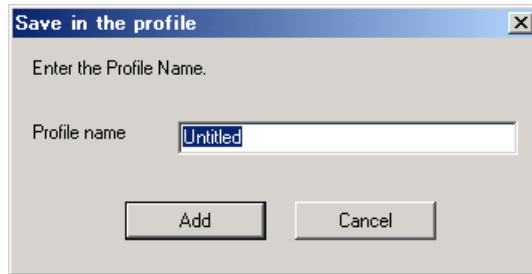 Save in the profile
Enter the Profile Name.
Profile name Untitled
Add Cancel